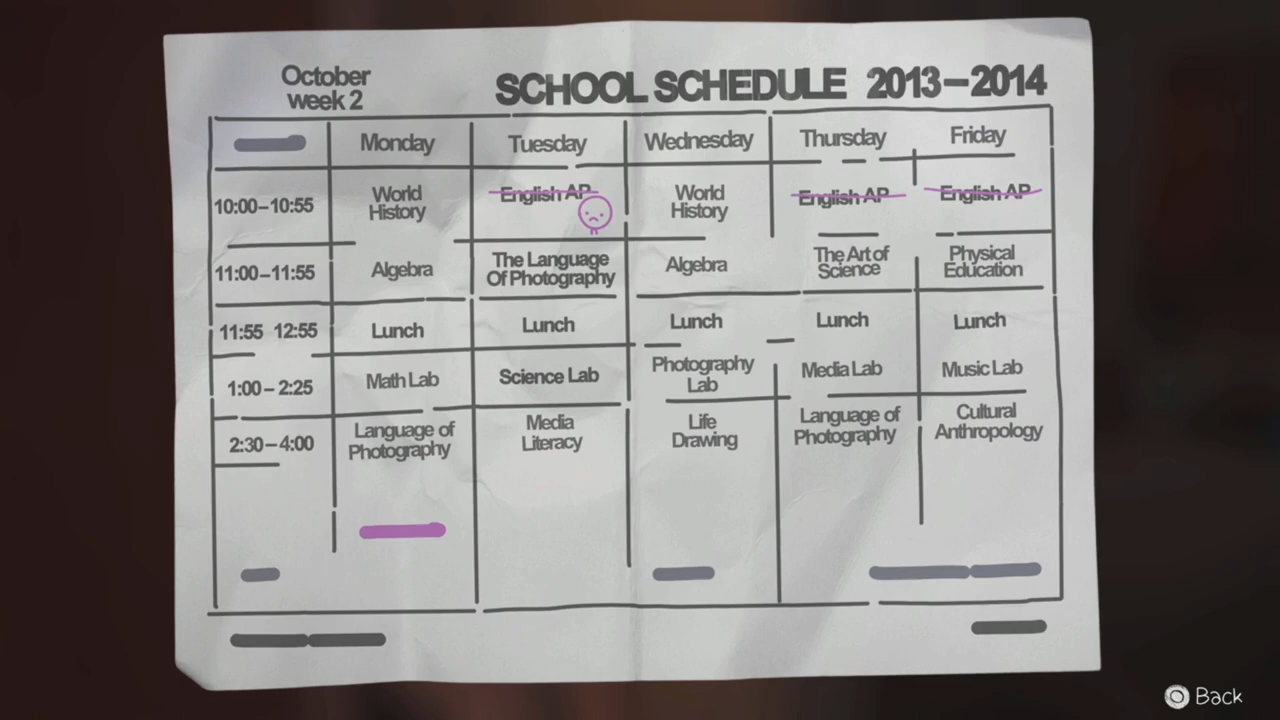 October
week 2
SCHOOL SCHEDULE 2013–2014
Monday Tuesday Wednesday Thursday Friday
10:00–10:55 World History English AP World History English AP English AP
11:00–11:55 Algebra The Language Of Photography Algebra The Art of Science Physical Education
11:55 12:55 Lunch Lunch Lunch Lunch Lunch
1:00–2:25 Math Lab Science Lab Photography Lab Media Lab Music Lab
2:30–4:00 Language of Photography Media Literacy Life Drawing Language of Photography Cultural Anthropology
Back